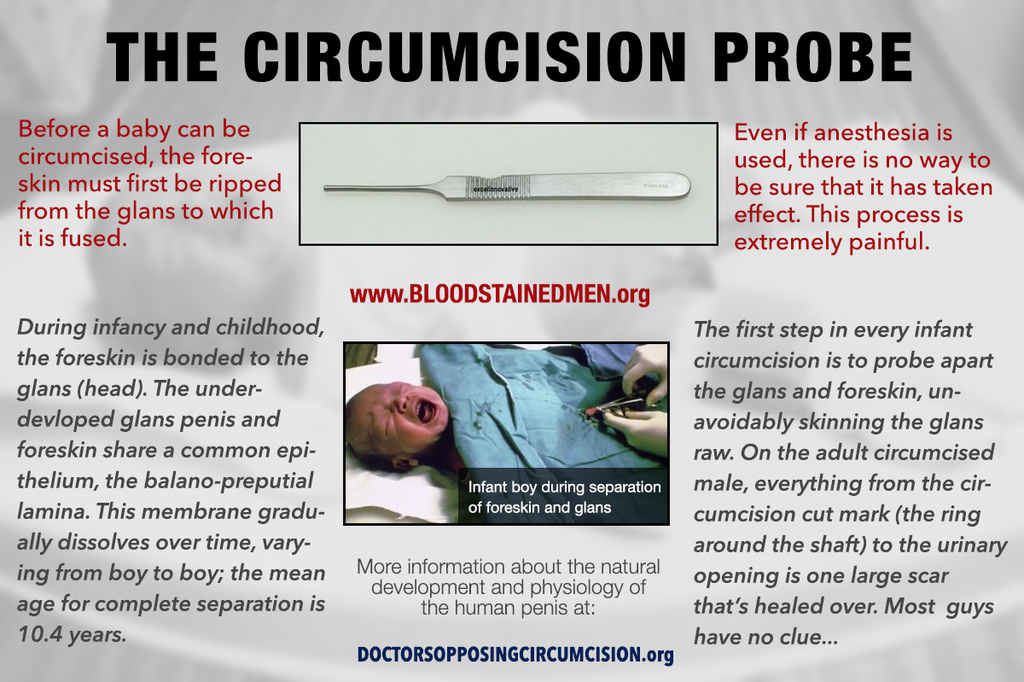 THE CIRCUMCISION PROBE
Before a baby can be
circumcised, the fore-
skin must first be ripped
from the glans to which
it is fused.
excelinnovative
Even if anesthesia is
used, there is no way to
be sure that it has taken
effect. This process is
extremely painful.
www.BLOODSTAINEDMEN.org
During infancy and childhood,
the foreskin is bonded to the
glans (head). The under-
devloped glans penis and
foreskin share a common epi-
thelium, the balano-preputial
lamina. This membrane gradu-
ally dissolves over time, vary-
ing from boy to boy; the mean
age for complete separation is
10.4 years.
Infant boy during separation
of foreskin and glans
More information about the natural
development and physiology of
the human penis at:
DOCTORSOPPOSINGCIRCUMCISION.org
The first step in every infant
circumcision is to probe apart
the glans and foreskin, un-
avoidably skinning the glans
raw. On the adult circumcised
male, everything from the cir-
cumcision cut mark (the ring
around the shaft) to the urinary
opening is one large scar
that's healed over. Most guys
have no clue...